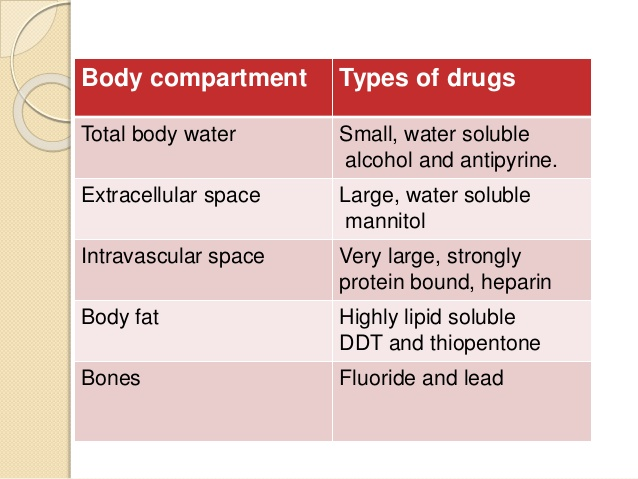 Body compartment
Types of drugs
Total body water
Small, water soluble
alcohol and antipyrine.
Extracellular space
Large, water soluble
mannitol
Intravascular space
Very large, strongly
protein bound, heparin
Body fat
Highly lipid soluble
DDT and thiopentone
Bones
Fluoride and lead